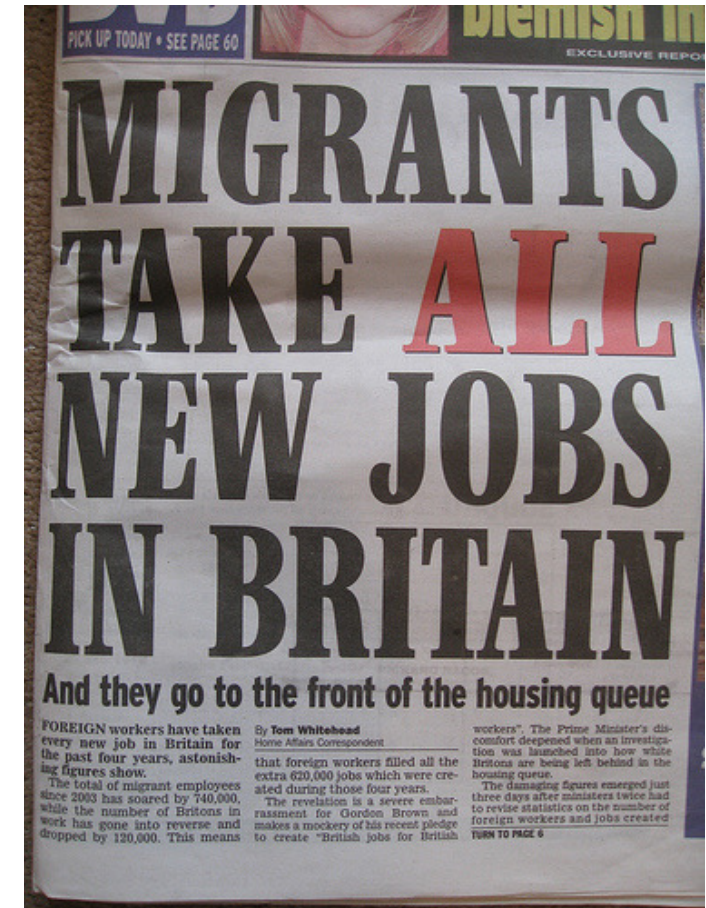 DVD
PICK UP TODAY • SEE PAGE 60
blemish in
EXCLUSIVE REPO
MIGRANTS
TAKE ALL
NEW JOBS
IN BRITAIN
And they go to the front of the housing queue
FOREIGN workers have taken
every new job in Britain for
the past four years, astonish-
ing figures show.
The total of migrant employees
since 2003 has soared by 740,000,
while the number of Britons in
work has gone into reverse and
dropped by 120,000. This means
By Tom Whitehead
Home Affairs Correspondent
that foreign workers filled all the
extra 620,000 jobs which were cre-
ated during those four years.
The revelation is a severe embar-
rassment for Gordon Brown and
makes a mockery of his recent pledge
to create "British jobs for British
workers". The Prime Minister's dis-
comfort deepened when an investiga-
tion was launched into how white
Britons are being left behind in the
housing queue.
The damaging figures emerged just
three days after ministers twice had
to revise statistics on the number of
foreign workers and jobs created
TURN TO PAGE 6